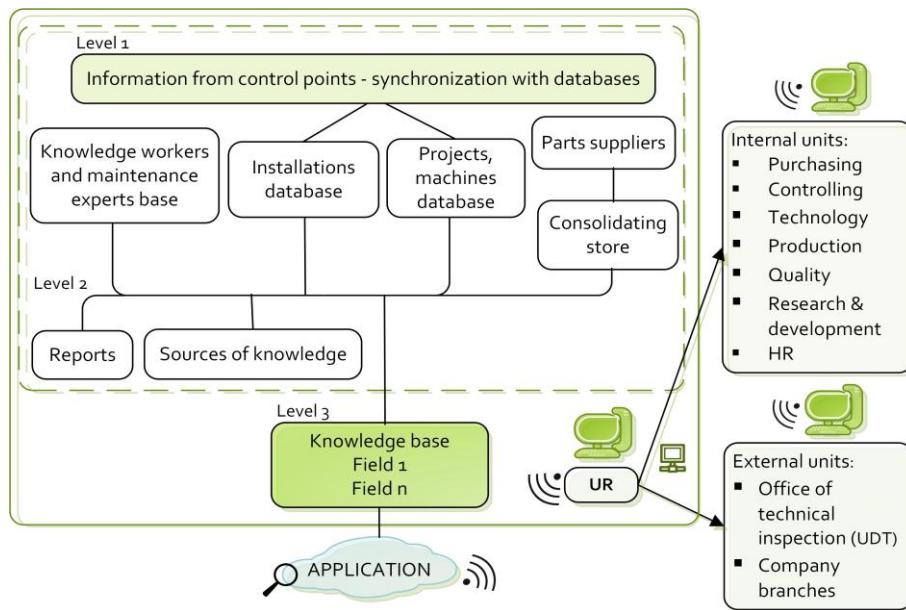 Level 1
Information from control points - synchronization with databases
Knowledge workers
and maintenance
experts base
Installations
database
Projects,
machines
database
Parts suppliers
Consolidating
store
Level 2
Reports
Sources of knowledge
Level 3
Knowledge base
Field 1
Field n
UR
APPLICATION
Internal units:
Purchasing
Controlling
Technology
Production
Quality
Research &
development
HR
External units:
Office of
technical
inspection (UDT)
Company
branches